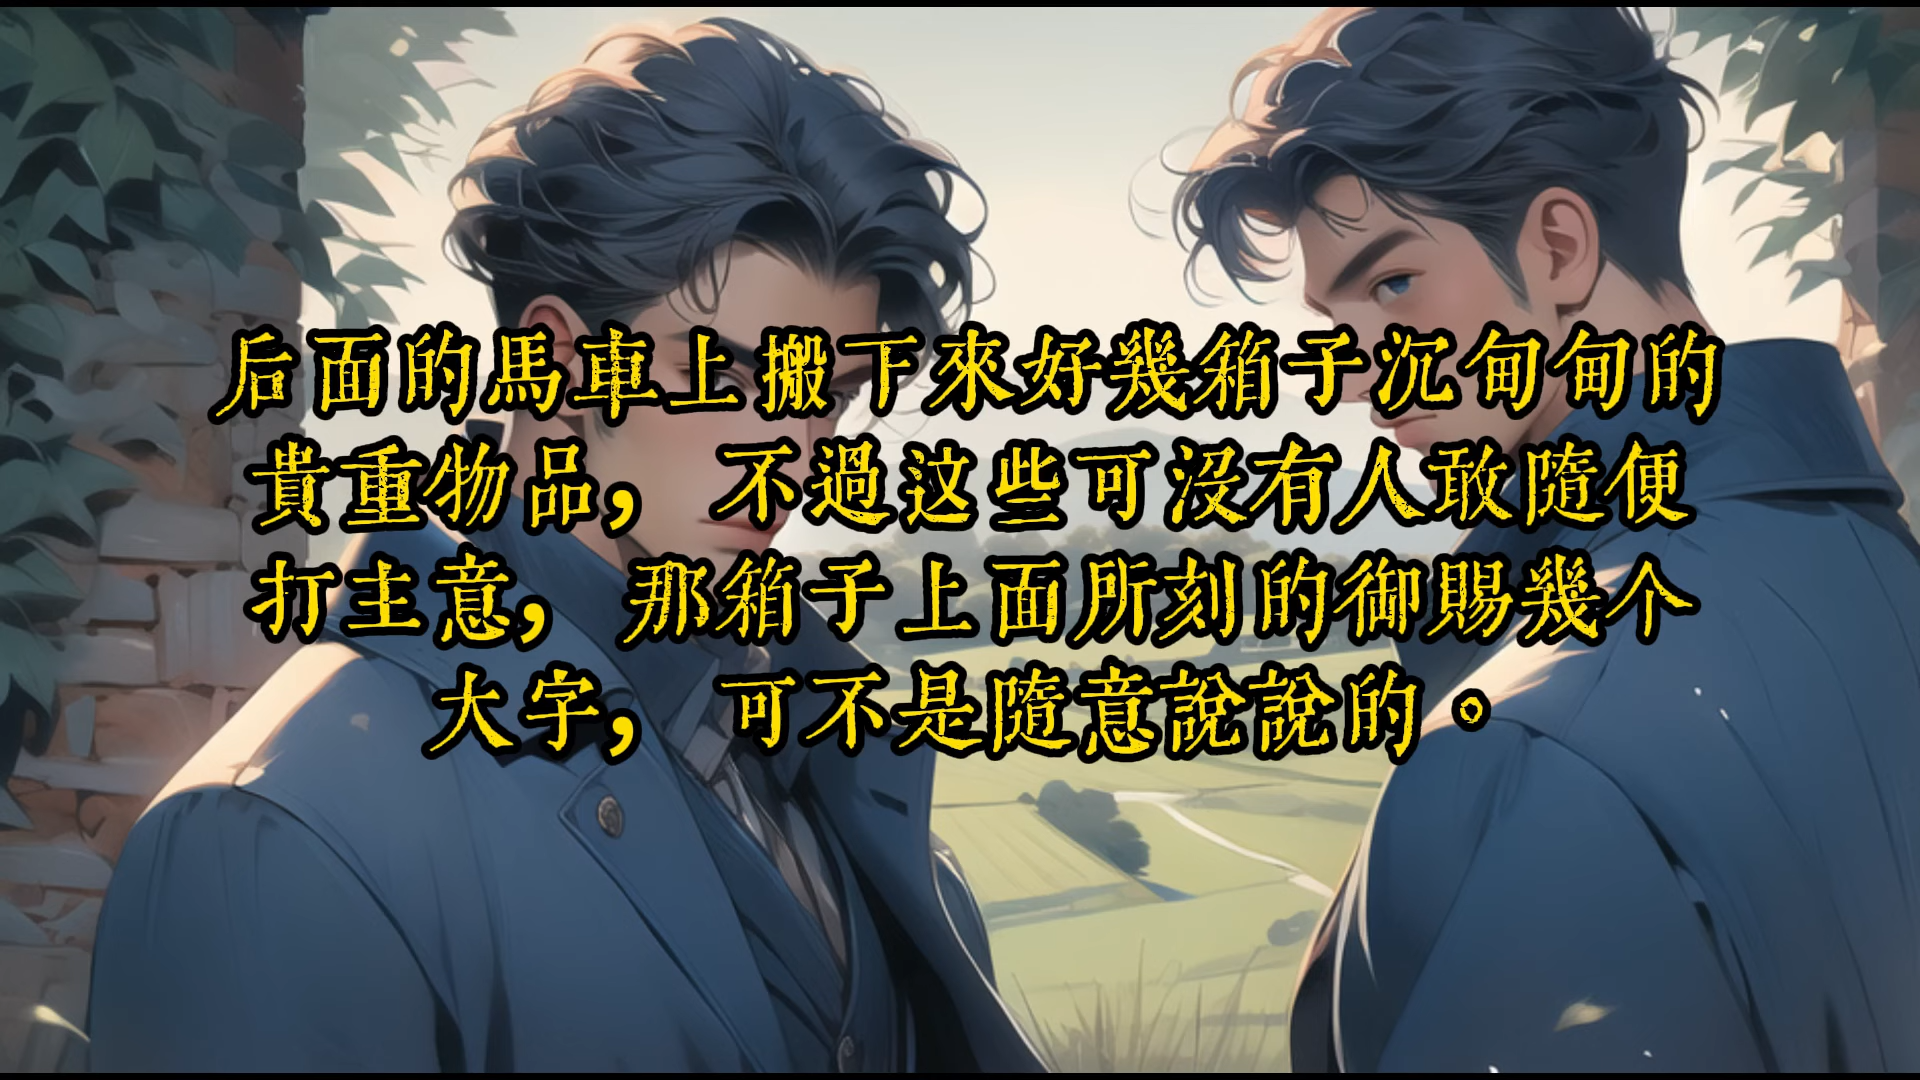 后面的馬車上搬下來好幾箱子沉甸甸的
貴重物品，不過这些可沒有人敢隨便
打主意，那箱子上面所刻的御賜幾个
大字，可不是隨意說說的。